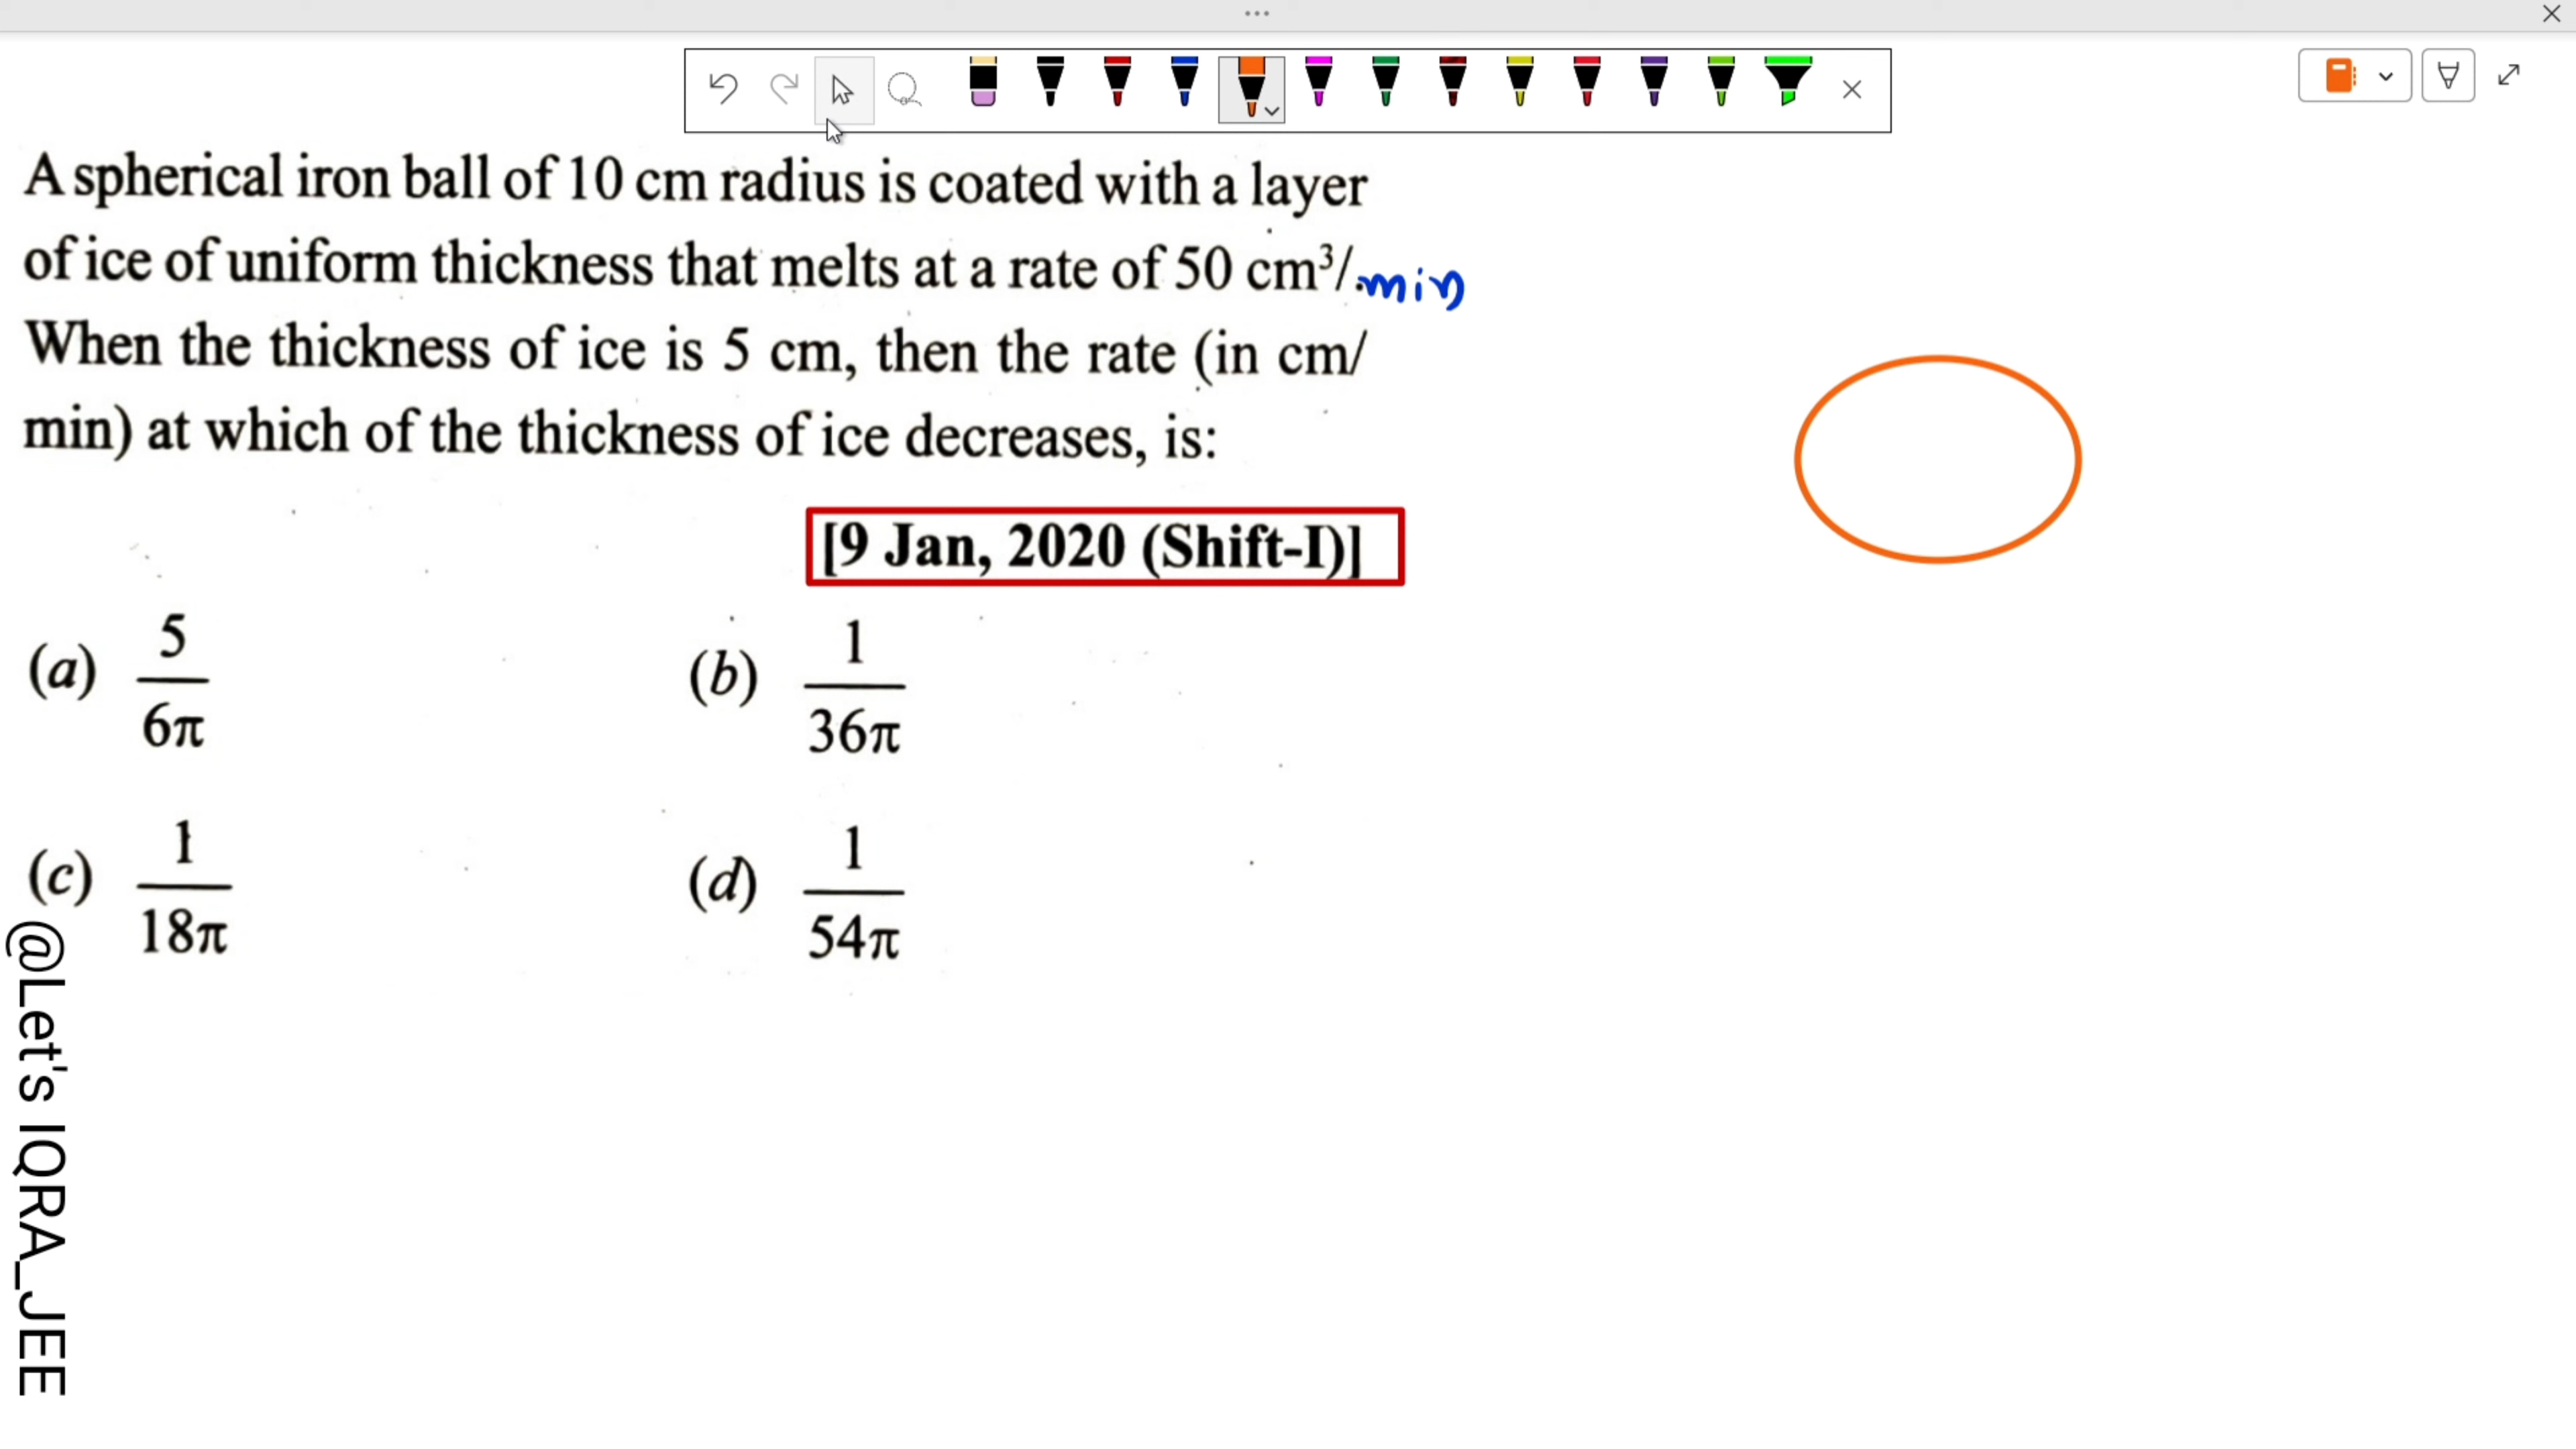 A spherical iron ball of 10 cm radius is coated with a layer
of ice of uniform thickness that melts at a rate of 50 cm³/.min
When the thickness of ice is 5 cm, then the rate (in cm/
min) at which of the thickness of ice decreases, is:
[9 Jan, 2020 (Shift-I)]
(a) 5/6π
(b) 1/36π
(c) 1/18π
(d) 1/54π
@Let's IQRA_JEE